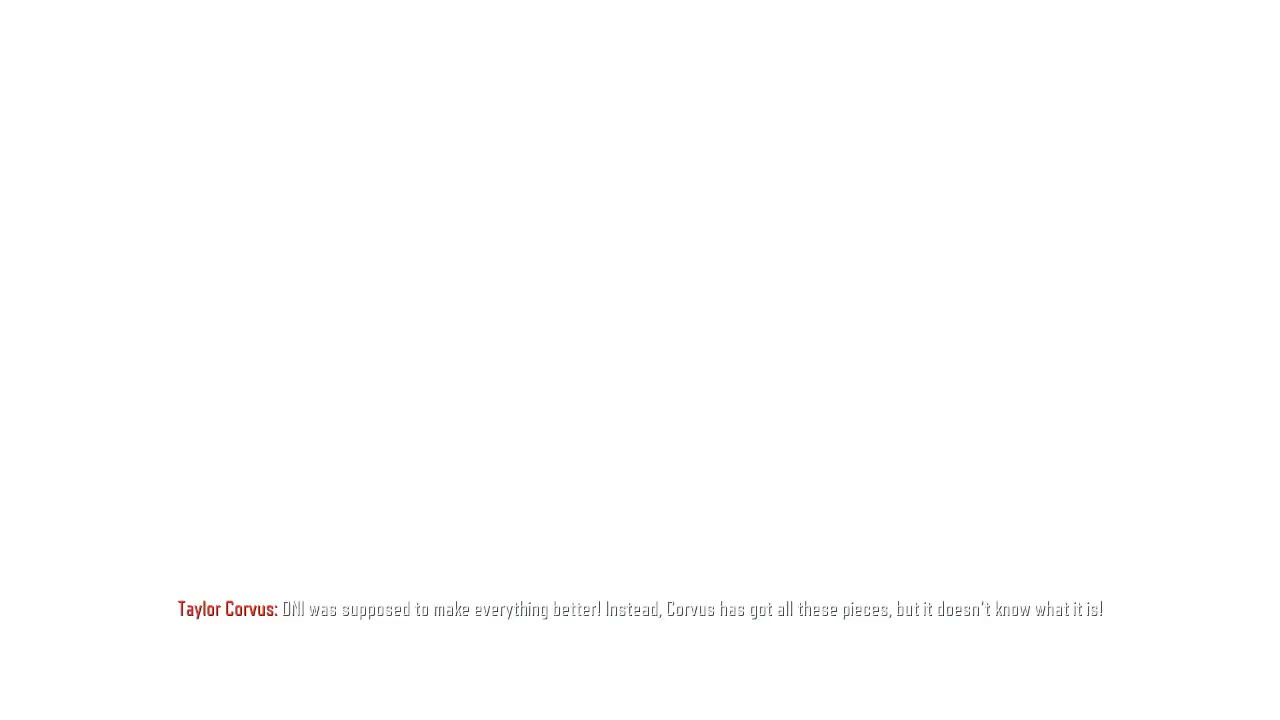 Taylor Corvus: DNI was supposed to make everything better! Instead, Corvus has got all these pieces, but it doesn't know what it is!